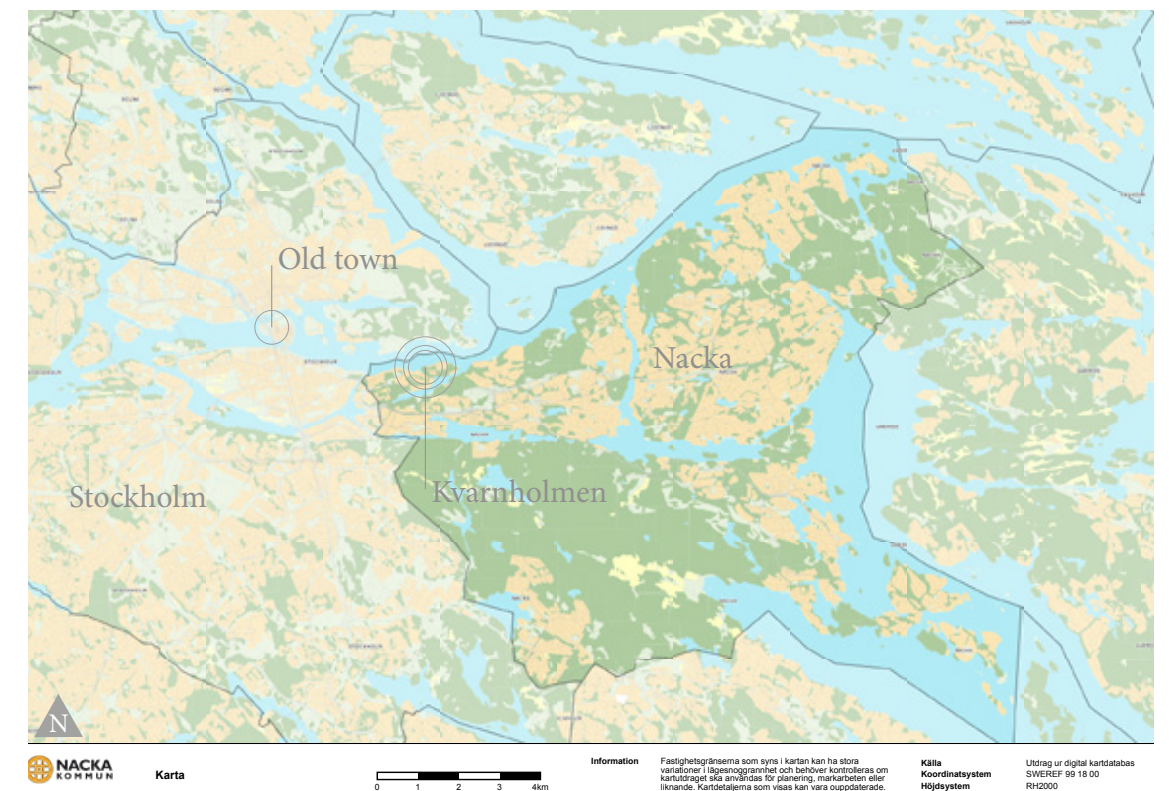 Old town
Nacka
Kvarnholmen
Stockholm
N
NACKA
KOMMUN
Karta
0 1 2 3 4km
Information
Fastighetsgränserna som syns i kartan kan ha stora
variationer i lägesnoggrannhet och behöver kontrolleras om
kartutdraget ska användas för planering, markarbeten eller
liknande. Kartdetaljerna som visas kan vara ouppdaterade.
Källa Utdrag ur digital kartdatabas
Koordinatsystem SWEREF 99 18 00
Höjdsystem RH2000